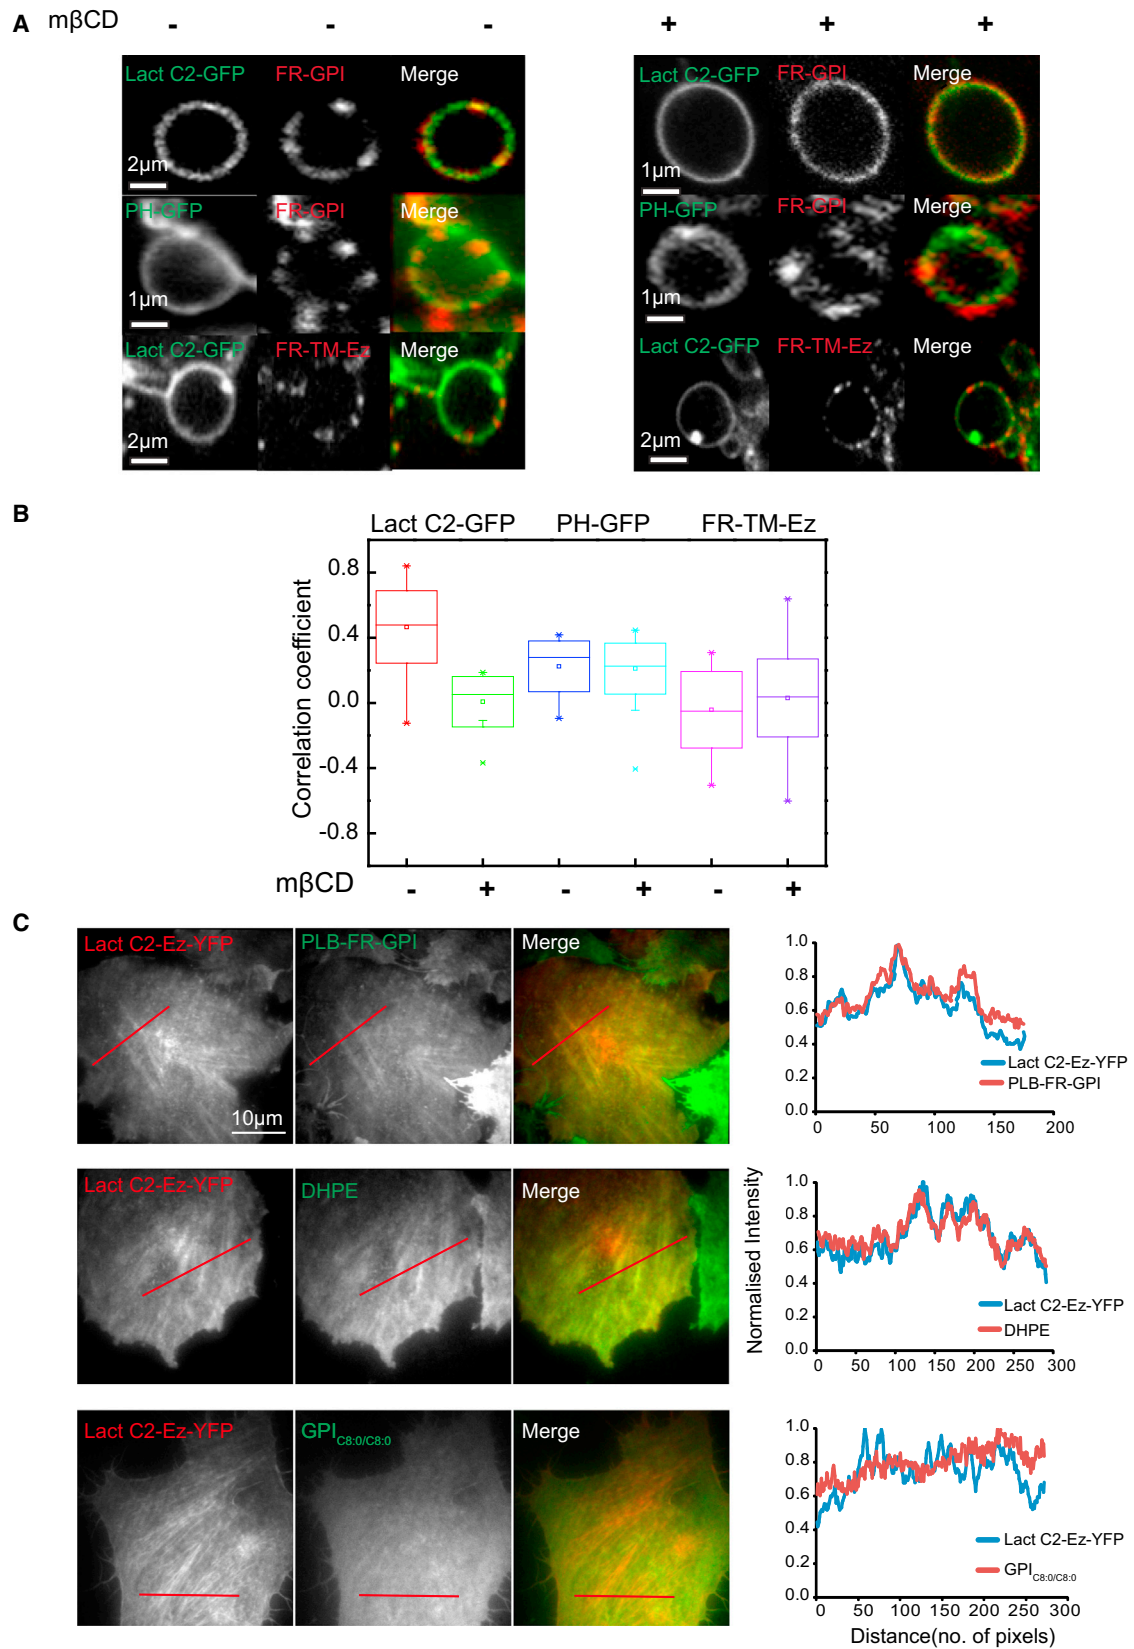 A mβCD - - - + + +
Lact C2-GFP FR-GPI Merge Lact C2-GFP FR-GPI Merge
2μm 1μm
PH-GFP FR-GPI Merge PH-GFP FR-GPI Merge
1μm 1μm
Lact C2-GFP FR-TM-Ez Merge Lact C2-GFP FR-TM-Ez Merge
2μm 2μm
B
Lact C2-GFP PH-GFP FR-TM-Ez
Correlation coefficient
0.8
0.4
0.0
-0.4
-0.8
mβCD - + - + - +
C
Lact C2-Ez-YFP PLB-FR-GPI Merge
10μm
1.0
0.8
0.6
0.4
0.2
0.0
0 50 100 150 200
Lact C2-Ez-YFP
PLB-FR-GPI
Lact C2-Ez-YFP DHPE Merge
Normalised Intensity
1.0
0.8
0.6
0.4
0.2
0.0
0 50 100 150 200 250 300
Lact C2-Ez-YFP
DHPE
Lact C2-Ez-YFP GPI C8:0/C8:0 Merge
1.0
0.8
0.6
0.4
0.2
0.0
0 50 100 150 200 250 300
Lact C2-Ez-YFP
GPI C8:0/C8:0
Distance(no. of pixels)